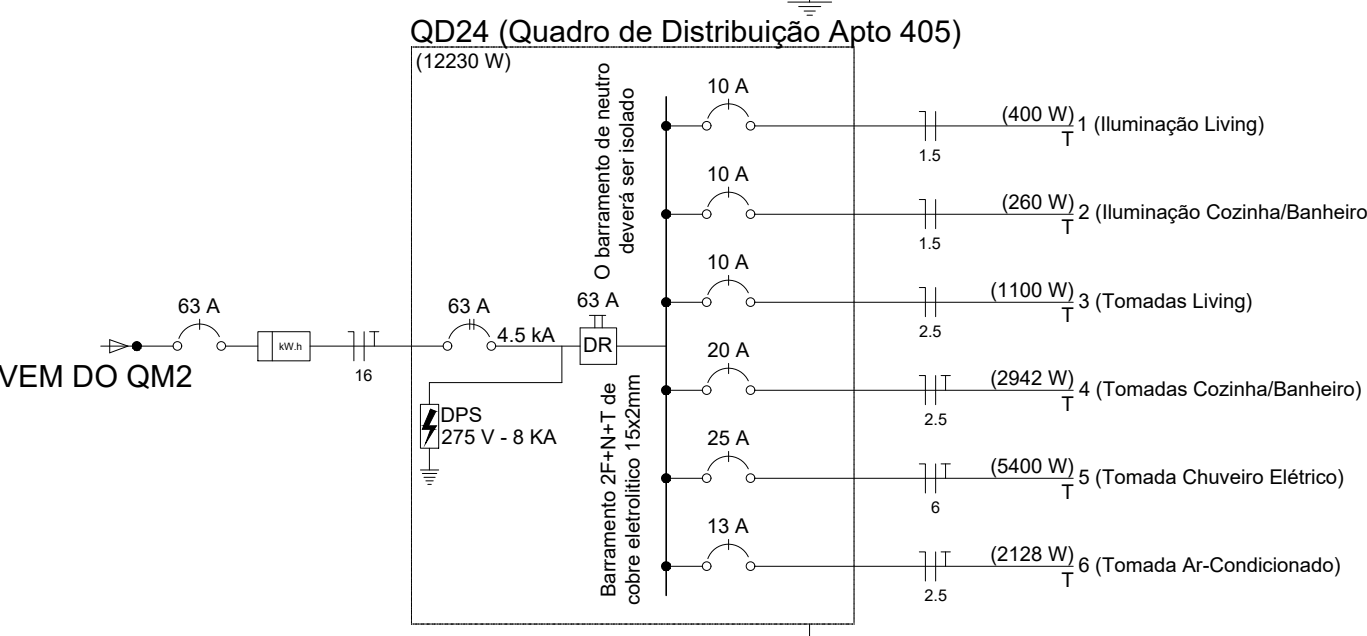 QD24 (Quadro de Distribuição Apto 405)
(12230 W)
O barramento de neutro
deverá ser isolado
10 A
(400 W)
T
1 (Iluminação Living)
1.5
10 A
(260 W)
T
2 (Iluminação Cozinha/Banheiro
1.5
10 A
(1100 W)
T
3 (Tomadas Living)
2.5
VEM DO QM2
63 A
kW.h
16
63 A
4.5 kA
63 A
DR
DPS
275 V - 8 KA
Barramento 2F+N+T de
cobre eletrolitico 15x2mm
20 A
(2942 W)
T
4 (Tomadas Cozinha/Banheiro)
2.5
25 A
(5400 W)
T
5 (Tomada Chuveiro Elétrico)
6
13 A
(2128 W)
T
6 (Tomada Ar-Condicionado)
2.5